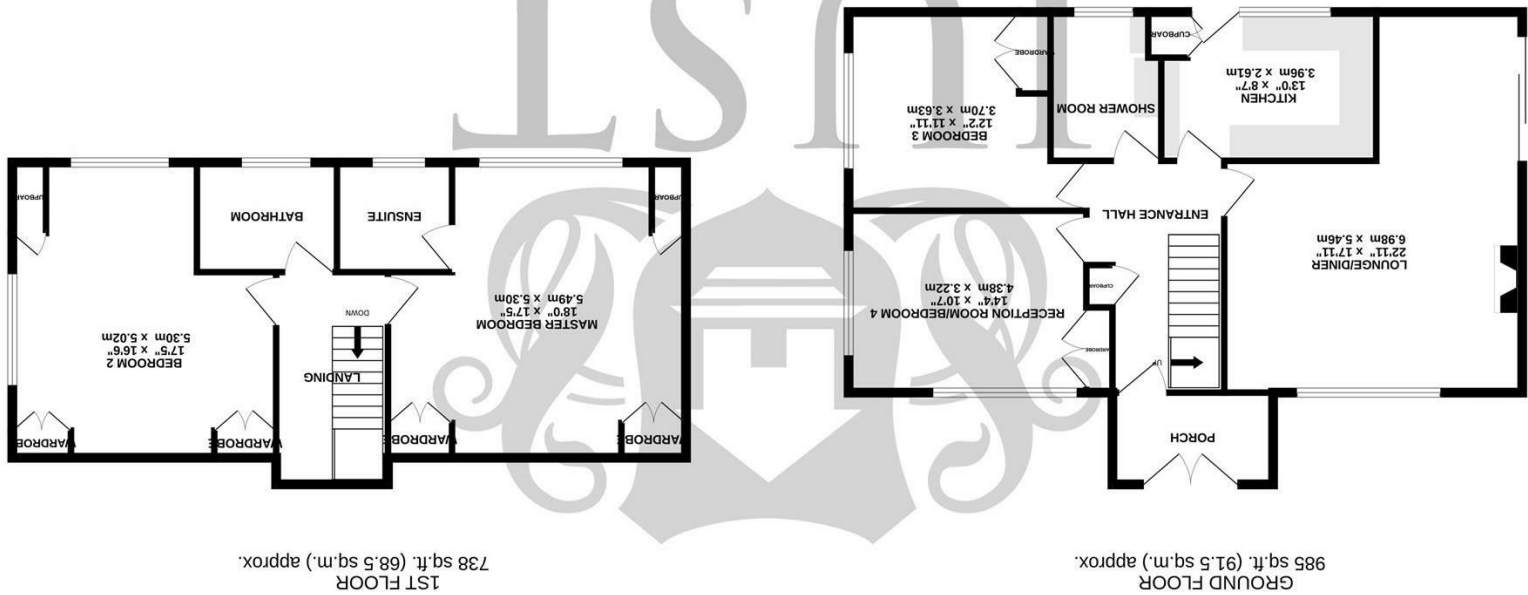 GROUND FLOOR
985 sq.ft. (91.5 sq.m.) approx.
PORCH
UP
WARDROBE
LOUNGE/DINER
22'11" x 17'11"
6.98m x 5.46m
RECEPTION ROOM/BEDROOM 4
14'4" x 10'7"
4.38m x 3.22m
CUPBOARD
ENTRANCE HALL
KITCHEN
13'0" x 8'7"
3.96m x 2.61m
SHOWER ROOM
BEDROOM 3
12'2" x 11'11"
3.70m x 3.63m
CUPBOARD
WARDROBE
1ST FLOOR
738 sq.ft. (68.5 sq.m.) approx.
WARDROBE
WARDROBE
WARDROBE
WARDROBE
LANDING
DOWN
MASTER BEDROOM
18'0" x 17'5"
5.49m x 5.30m
BEDROOM 2
17'5" x 16'6"
5.30m x 5.02m
CUPBOARD
ENSUITE
BATHROOM
CUPBOARD